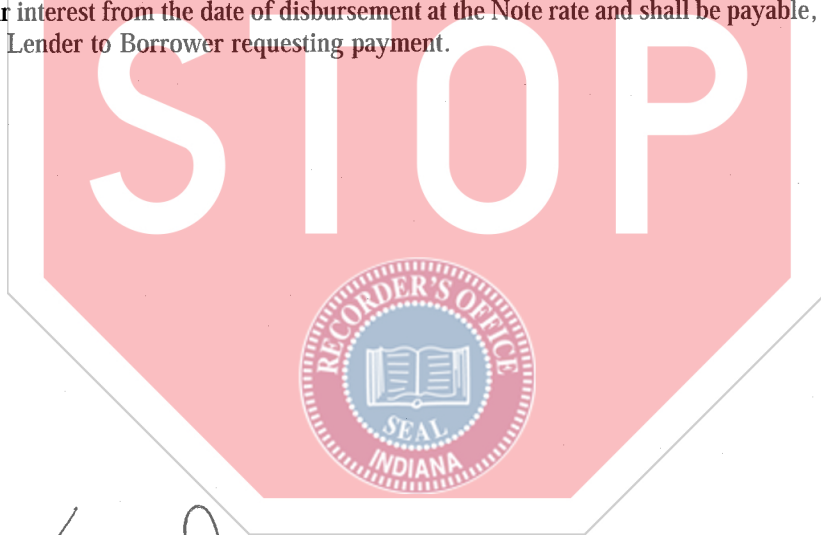 r interest from the date of disbursement at the Note rate and shall be payable,
Lender to Borrower requesting payment.
STOP
RECORDER'S OFFICE
SEAL
INDIANA